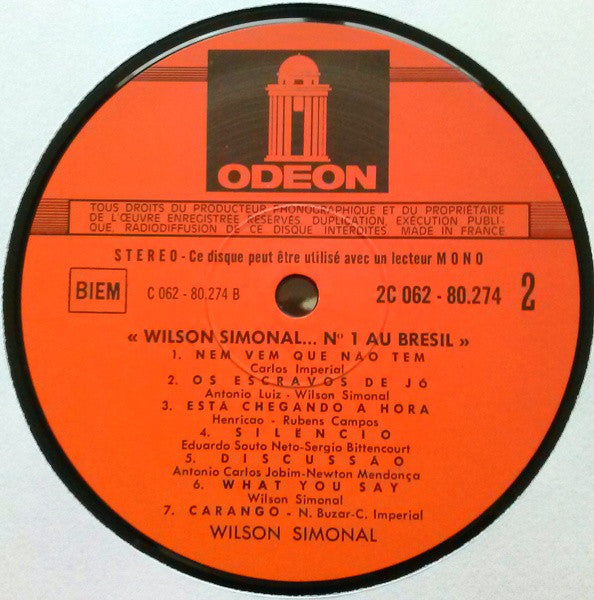 ODEON
TOUS DROITS DU PRODUCTEUR PHONOGRAPHIQUE ET DU PROPRIÉTAIRE
DE L'ŒUVRE ENREGISTRÉE RÉSERVÉS. DUPLICATION, EXÉCUTION PUBLI-
QUE, RADIODIFFUSION DE CE DISQUE INTERDITES. MADE IN FRANCE
STEREO - Ce disque peut être utilisé avec un lecteur MONO
BIEM C 062 - 80.274 B 2C 062 - 80.274 2
« WILSON SIMONAL... Nº 1 AU BRESIL »
1. NEM VEM QUE NÃO TEM
Carlos Imperial
2. OS ESCRAVOS DE JÓ
Antonio Luiz - Wilson Simonal
3. ESTÁ CHEGANDO A HORA
Henricao - Rubens Campos
4. SILÊNCIO
Eduardo Souto Neto-Sergio Bittencourt
5. DISCUSSÃO
Antonio Carlos Jobim-Newton Mendonça
6. WHAT YOU SAY
Wilson Simonal
7. CARANGO - N. Buzar-C. Imperial
WILSON SIMONAL